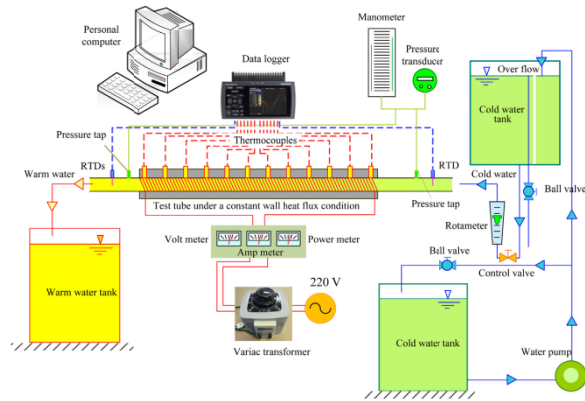 Personal
computer
Data logger
Manometer
Pressure
transducer
Over flow
Cold water
tank
Pressure tap
Thermocouples
RTDs
RTD
Warm water
Cold water
Ball valve
Pressure
tap
Rotameter
Test tube under a constant wall heat flux condition
Volt meter
Power meter
Amp meter
Ball valve
Control valve
220 V
Warm water tank
Cold water tank
Variac transformer
Water pump